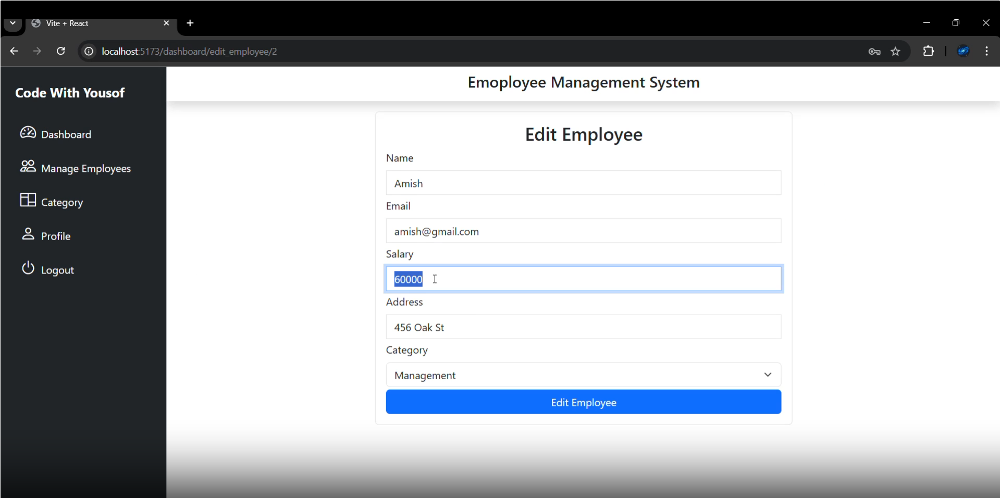 Vite + React
localhost:5173/dashboard/edit_employee/2
Code With Yousof
Dashboard
Manage Employees
Category
Profile
Logout
Emoployee Management System
Edit Employee
Name
Amish
Email
amish@gmail.com
Salary
60000
Address
456 Oak St
Category
Management
Edit Employee